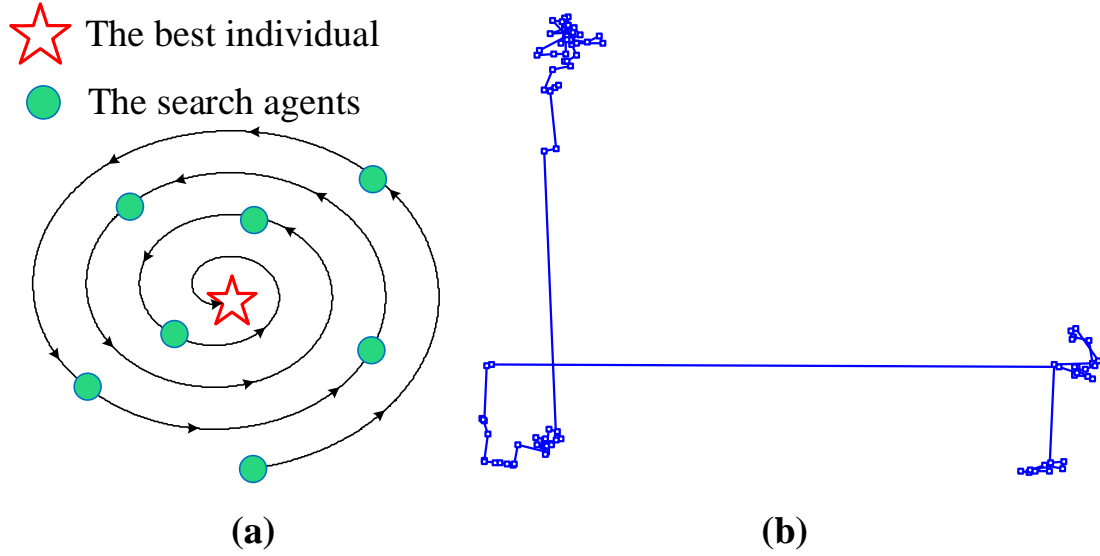 The best individual
The search agents
(a)
(b)